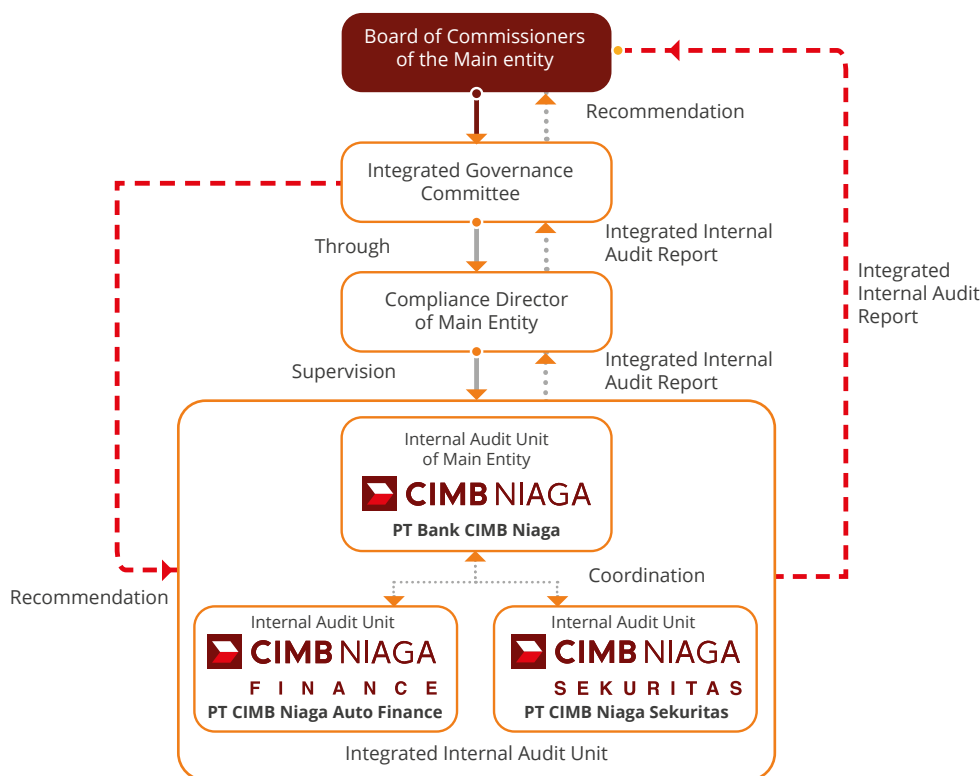 Board of Commissioners
of the Main entity
Recommendation
Integrated Governance
Committee
Through
Integrated Internal
Audit Report
Integrated
Internal Audit
Report
Compliance Director
of Main Entity
Supervision
Integrated Internal
Audit Report
Internal Audit Unit
of Main Entity
CIMB NIAGA
PT Bank CIMB Niaga
Coordination
Recommendation
Internal Audit Unit
CIMB NIAGA
FINANCE
PT CIMB Niaga Auto Finance
Internal Audit Unit
CIMB NIAGA
SEKURITAS
PT CIMB Niaga Sekuritas
Integrated Internal Audit Unit